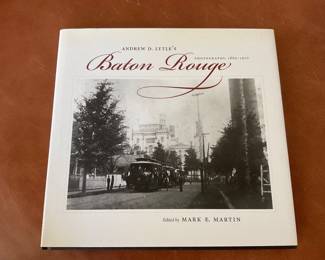 ANDREW D. LYTLE'S
Baton Rouge
PHOTOGRAPHS, 1863–1910
Edited by MARK E. MARTIN